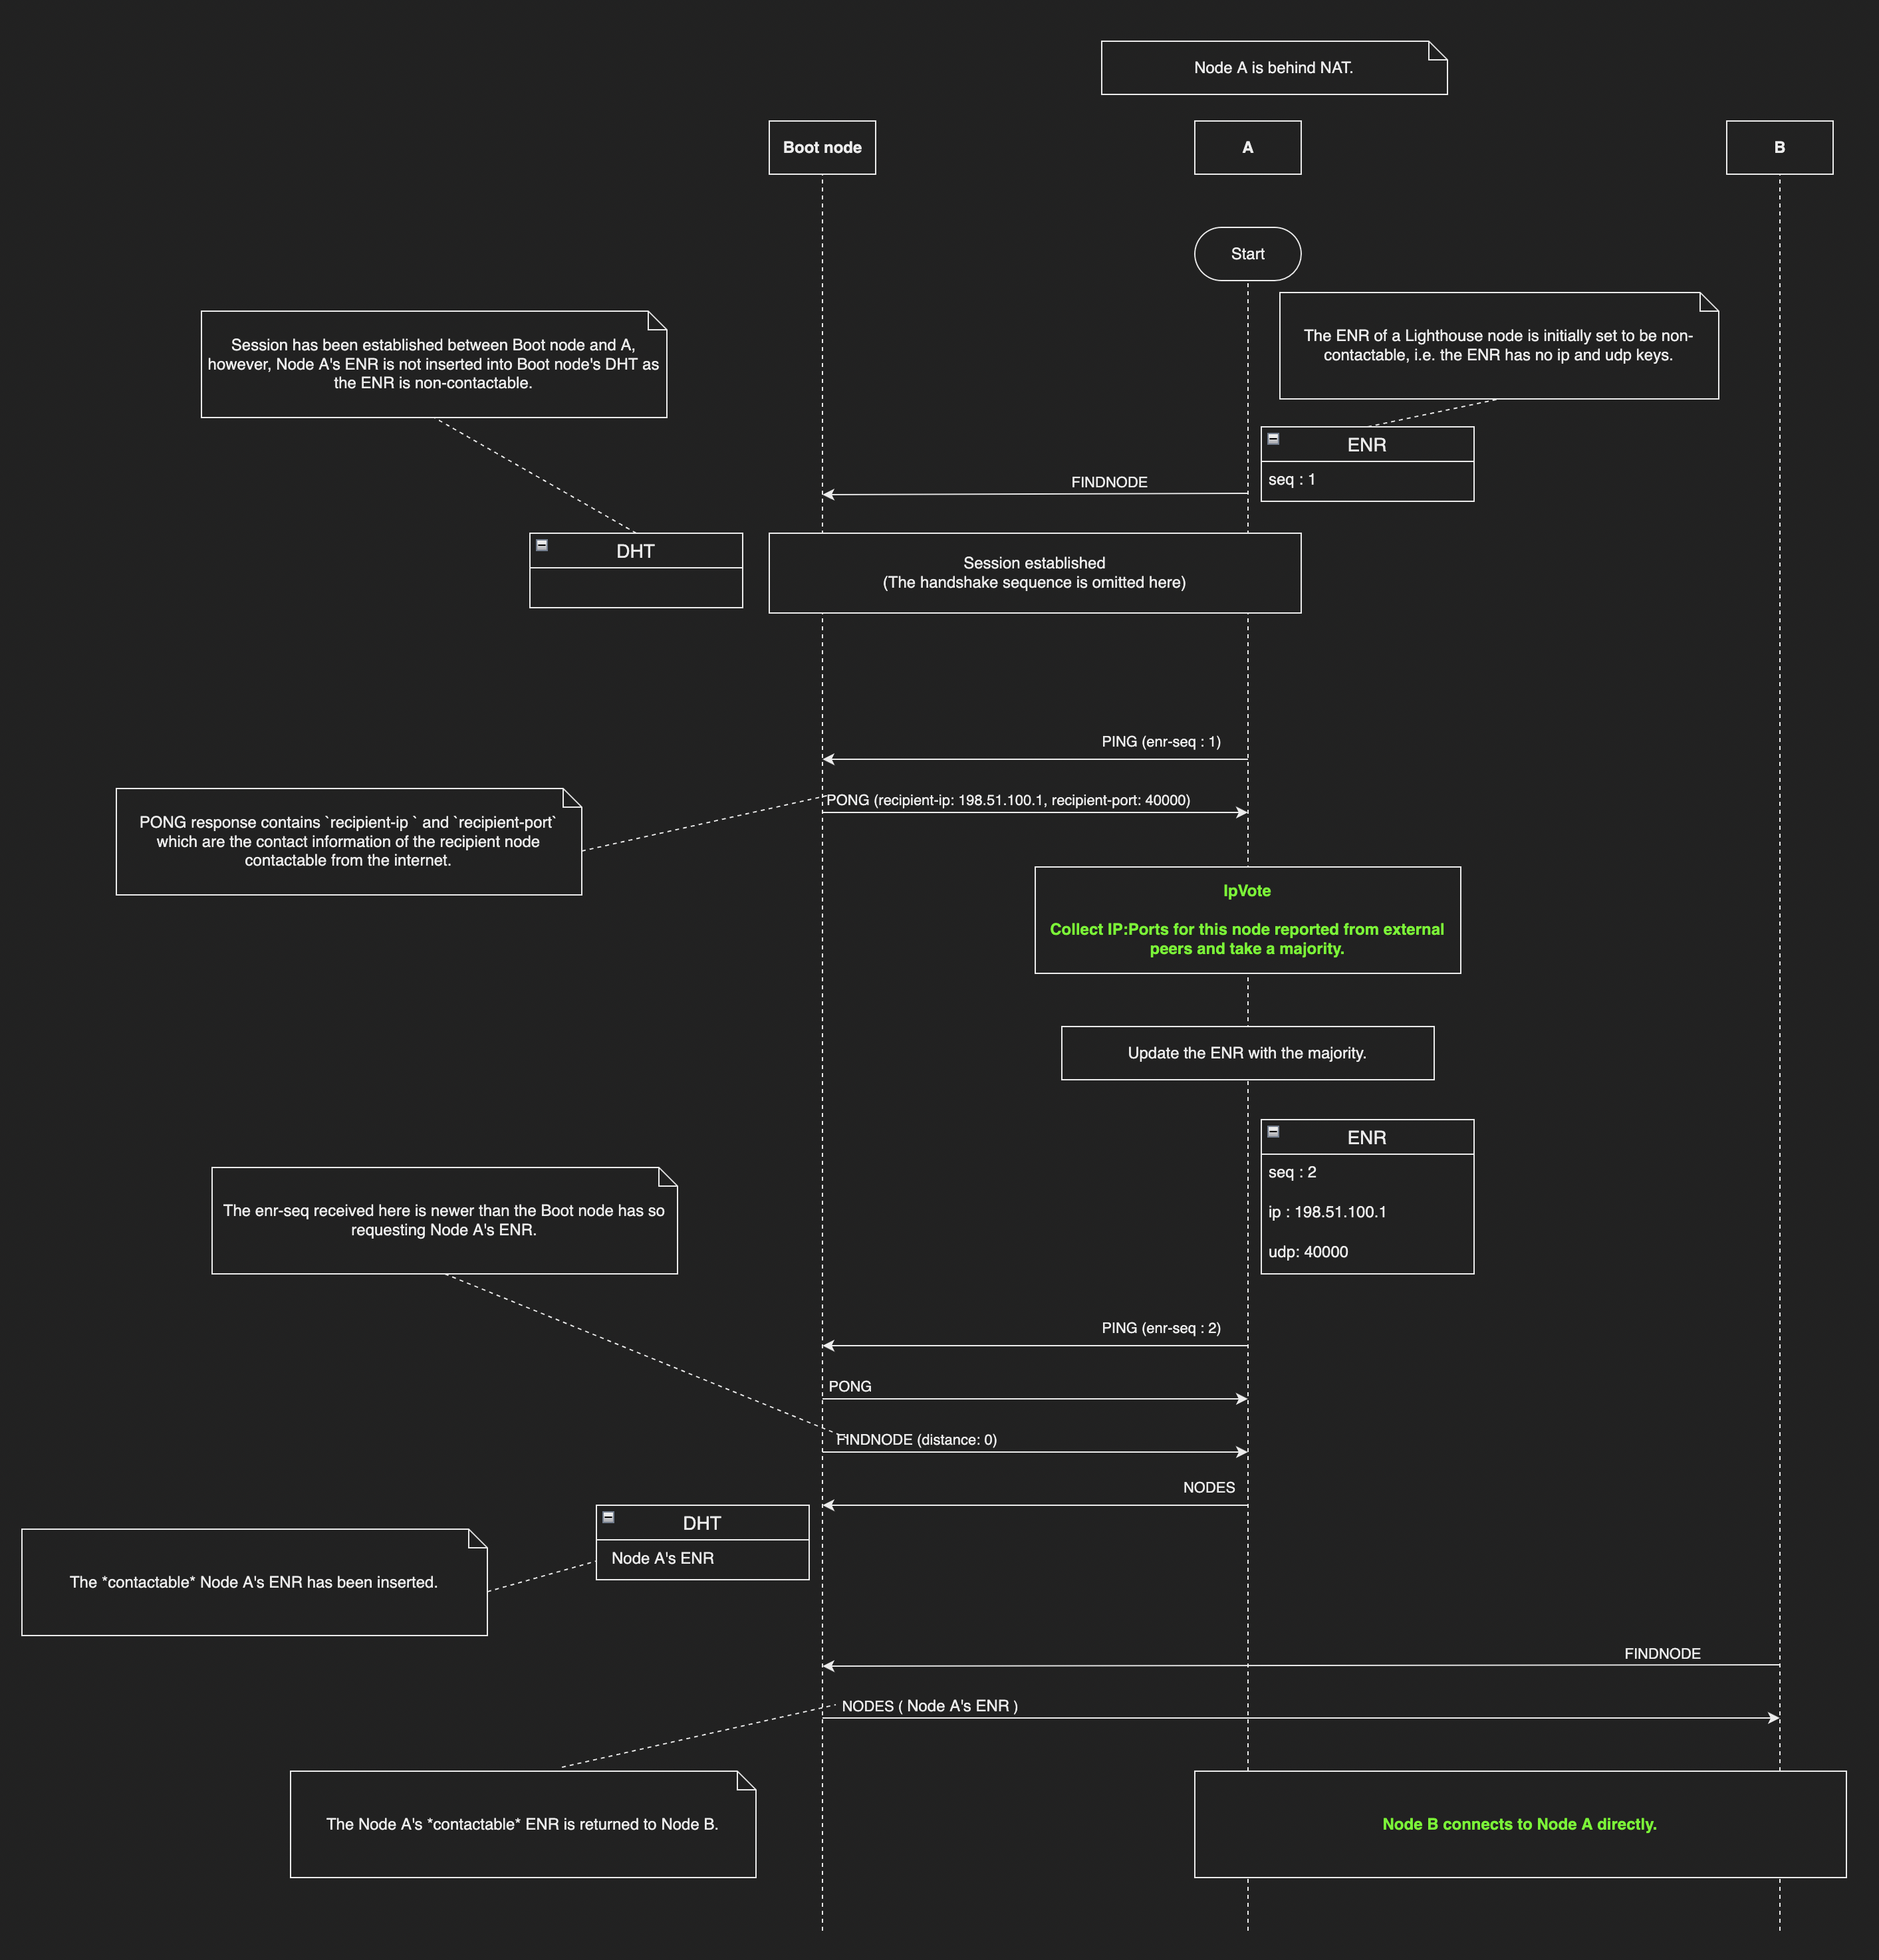 Node A is behind NAT.
Boot node
A
B
Start
The ENR of a Lighthouse node is initially set to be non-
contactable, i.e. the ENR has no ip and udp keys.
Session has been established between Boot node and A,
however, Node A's ENR is not inserted into Boot node's DHT as
the ENR is non-contactable.
ENR
seq : 1
FINDNODE
DHT
Session established
(The handshake sequence is omitted here)
PING (enr-seq : 1)
PONG (recipient-ip: 198.51.100.1, recipient-port: 40000)
PONG response contains `recipient-ip ` and `recipient-port`
which are the contact information of the recipient node
contactable from the internet.
IpVote
Collect IP:Ports for this node reported from external
peers and take a majority.
Update the ENR with the majority.
ENR
seq : 2
ip : 198.51.100.1
udp: 40000
The enr-seq received here is newer than the Boot node has so
requesting Node A's ENR.
PING (enr-seq : 2)
PONG
FINDNODE (distance: 0)
NODES
DHT
Node A's ENR
The *contactable* Node A's ENR has been inserted.
FINDNODE
NODES ( Node A's ENR )
The Node A's *contactable* ENR is returned to Node B.
Node B connects to Node A directly.